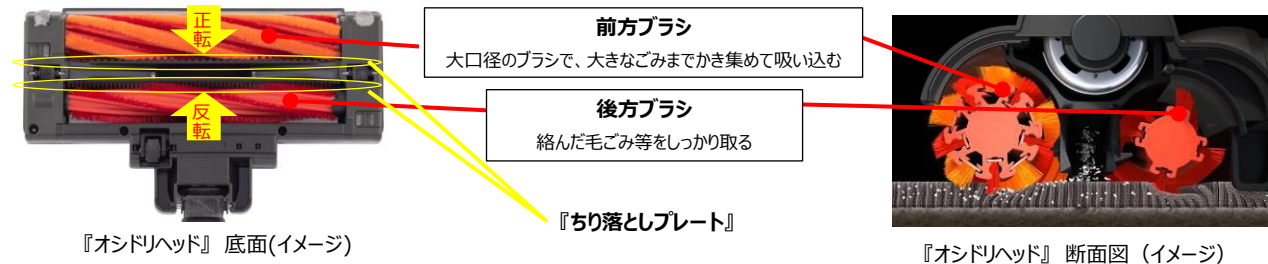 正
転
反
転
前方ブラシ
大口径のブラシで、大きなごみまでかき集めて吸い込む
後方ブラシ
絡んだ毛ごみ等をしっかり取る
『ちり落としプレート』
『オシドリヘッド』 底面(イメージ)
『オシドリヘッド』 断面図（イメージ）